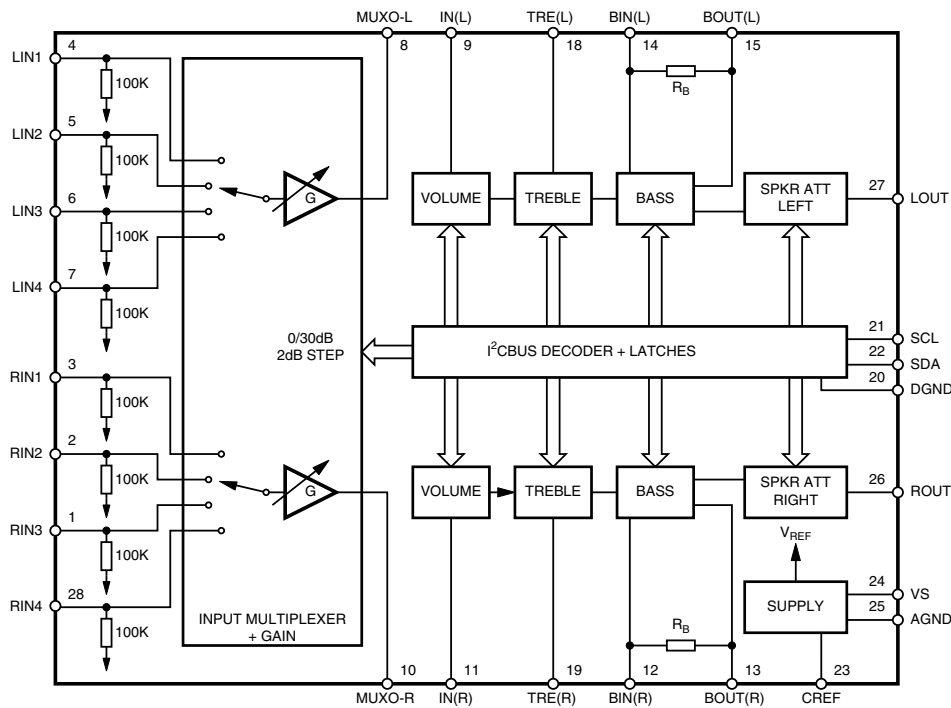 MUXO-L IN(L) TRE(L) BIN(L) BOUT(L)
8 9 18 14 15
LIN1 4
100K
LIN2 5
100K
LIN3 6
100K
LIN4 7
100K
G
R_B
VOLUME TREBLE BASS SPKR ATT LEFT 27 LOUT
0/30dB
2dB STEP
I²CBUS DECODER + LATCHES
21 SCL
22 SDA
20 DGND
RIN1 3
100K
RIN2 2
100K
RIN3 1
100K
RIN4 28
100K
G
VOLUME TREBLE BASS SPKR ATT RIGHT 26 ROUT
V_REF
SUPPLY
24 VS
25 AGND
INPUT MULTIPLEXER
+ GAIN
R_B
10 11 19 12 13 23
MUXO-R IN(R) TRE(R) BIN(R) BOUT(R) CREF